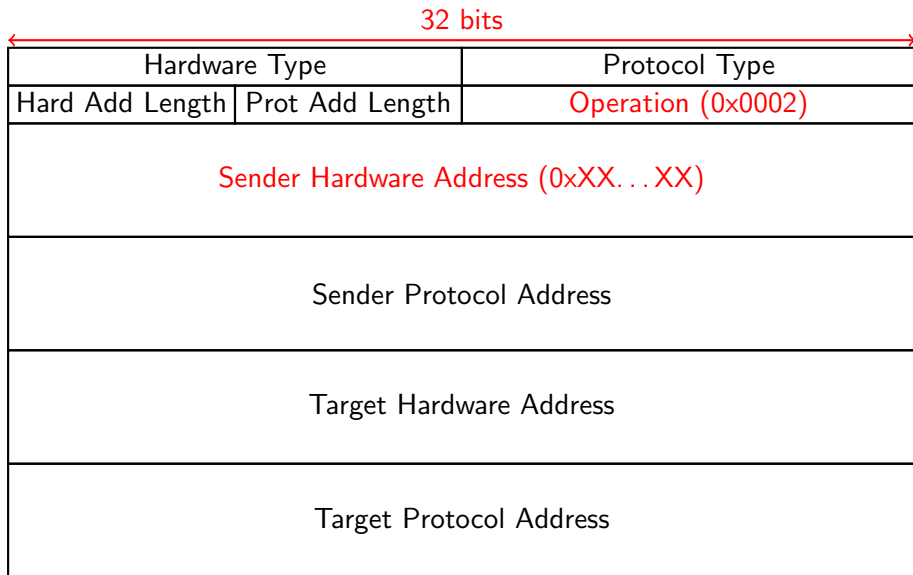 32 bits
Hardware Type Protocol Type
Hard Add Length Prot Add Length Operation (0x0002)
Sender Hardware Address (0xXX...XX)
Sender Protocol Address
Target Hardware Address
Target Protocol Address